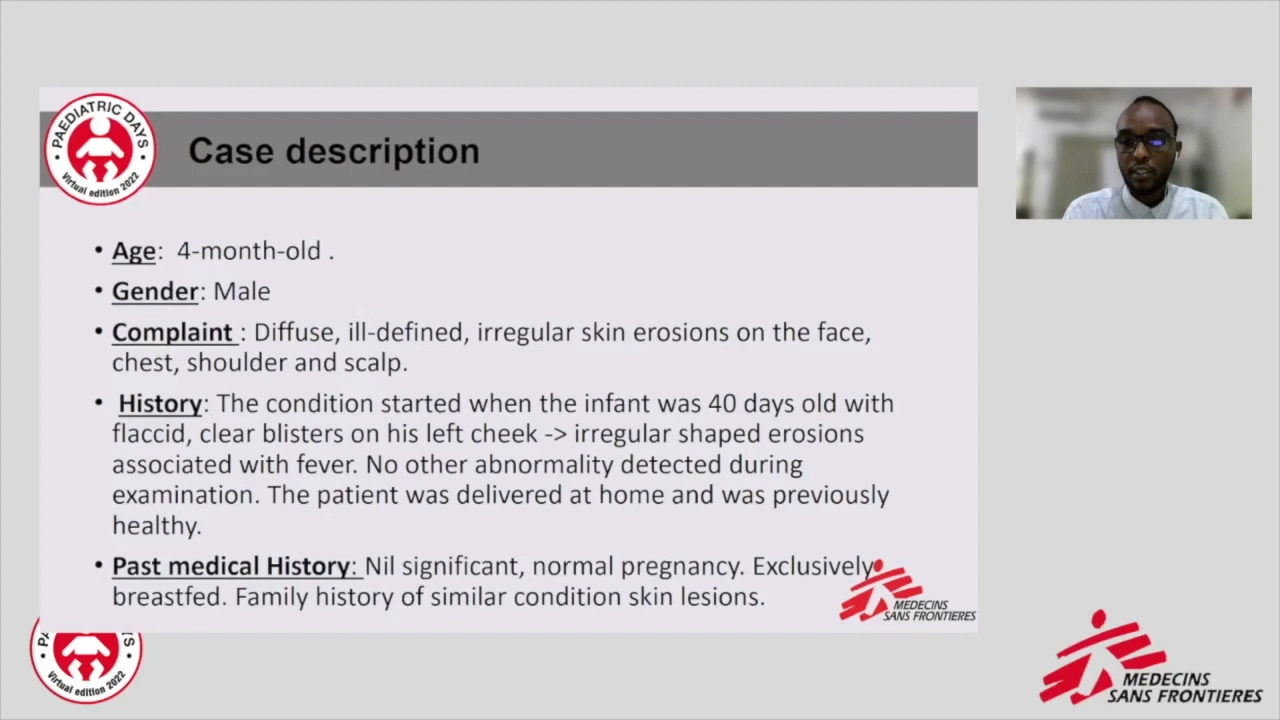 PAEDIATRIC DAYS
Virtual edition 2022
Case description
• Age: 4-month-old .
• Gender: Male
• Complaint : Diffuse, ill-defined, irregular skin erosions on the face,
chest, shoulder and scalp.
• History: The condition started when the infant was 40 days old with
flaccid, clear blisters on his left cheek -> irregular shaped erosions
associated with fever. No other abnormality detected during
examination. The patient was delivered at home and was previously
healthy.
• Past medical History: Nil significant, normal pregnancy. Exclusively
breastfed. Family history of similar condition skin lesions.
MEDECINS
SANS FRONTIERES
Virtual edition 2022
MEDECINS
SANS FRONTIERES